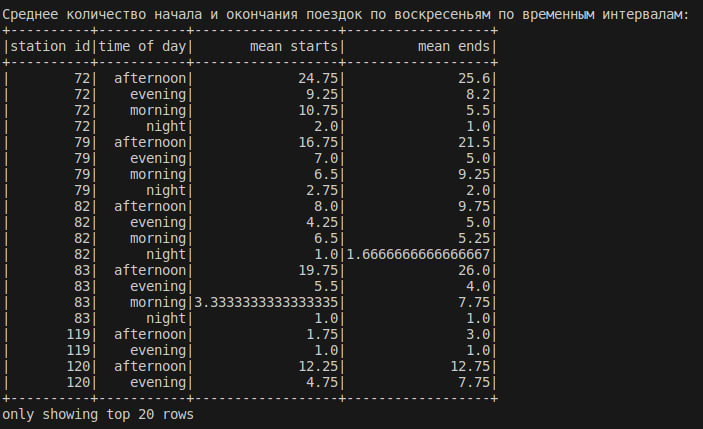 Среднее количество начала и окончания поездок по воскресеньям по временным интервалам:
+----------+-----------+------------------+------------------+
|station id|time of day|       mean starts|         mean ends|
+----------+-----------+------------------+------------------+
|        72|  afternoon|             24.75|              25.6|
|        72|    evening|              9.25|               8.2|
|        72|    morning|             10.75|               5.5|
|        72|      night|               2.0|               1.0|
|        79|  afternoon|             16.75|              21.5|
|        79|    evening|               7.0|               5.0|
|        79|    morning|               6.5|              9.25|
|        79|      night|              2.75|               2.0|
|        82|  afternoon|               8.0|              9.75|
|        82|    evening|              4.25|               5.0|
|        82|    morning|               6.5|              5.25|
|        82|      night|               1.0|1.6666666666666667|
|        83|  afternoon|             19.75|              26.0|
|        83|    evening|               5.5|               4.0|
|        83|    morning|3.3333333333333335|              7.75|
|        83|      night|               1.0|               1.0|
|       119|  afternoon|              1.75|               3.0|
|       119|    evening|               1.0|               1.0|
|       120|  afternoon|             12.25|             12.75|
|       120|    evening|              4.75|              7.75|
+----------+-----------+------------------+------------------+
only showing top 20 rows